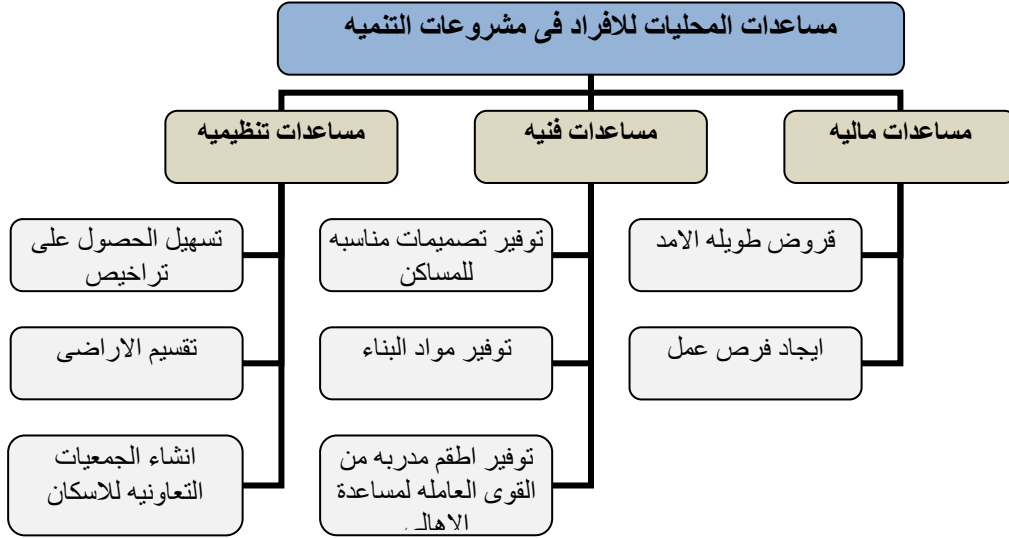 مساعدات المحليات للافراد فى مشروعات التنميه
مساعدات ماليه
مساعدات فنيه
مساعدات تنظيميه
قروض طويله الامد
توفير تصميمات مناسبه
للمساكن
تسهيل الحصول على
تراخيص
ايجاد فرص عمل
توفير مواد البناء
تقسيم الاراضى
توفير اطقم مدربه من
القوى العامله لمساعدة
الاهالى
انشاء الجمعيات
التعاونيه للاسكان